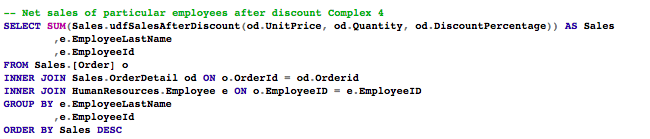 -- Net sales of particular employees after discount Complex 4
SELECT SUM(Sales.udfSalesAfterDiscount(od.UnitPrice, od.Quantity, od.DiscountPercentage)) AS Sales
,e.EmployeeLastName
,e.EmployeeId
FROM Sales.[Order] o
INNER JOIN Sales.OrderDetail od ON o.OrderId = od.Orderid
INNER JOIN HumanResources.Employee e ON o.EmployeeID = e.EmployeeID
GROUP BY e.EmployeeLastName
,e.EmployeeId
ORDER BY Sales DESC